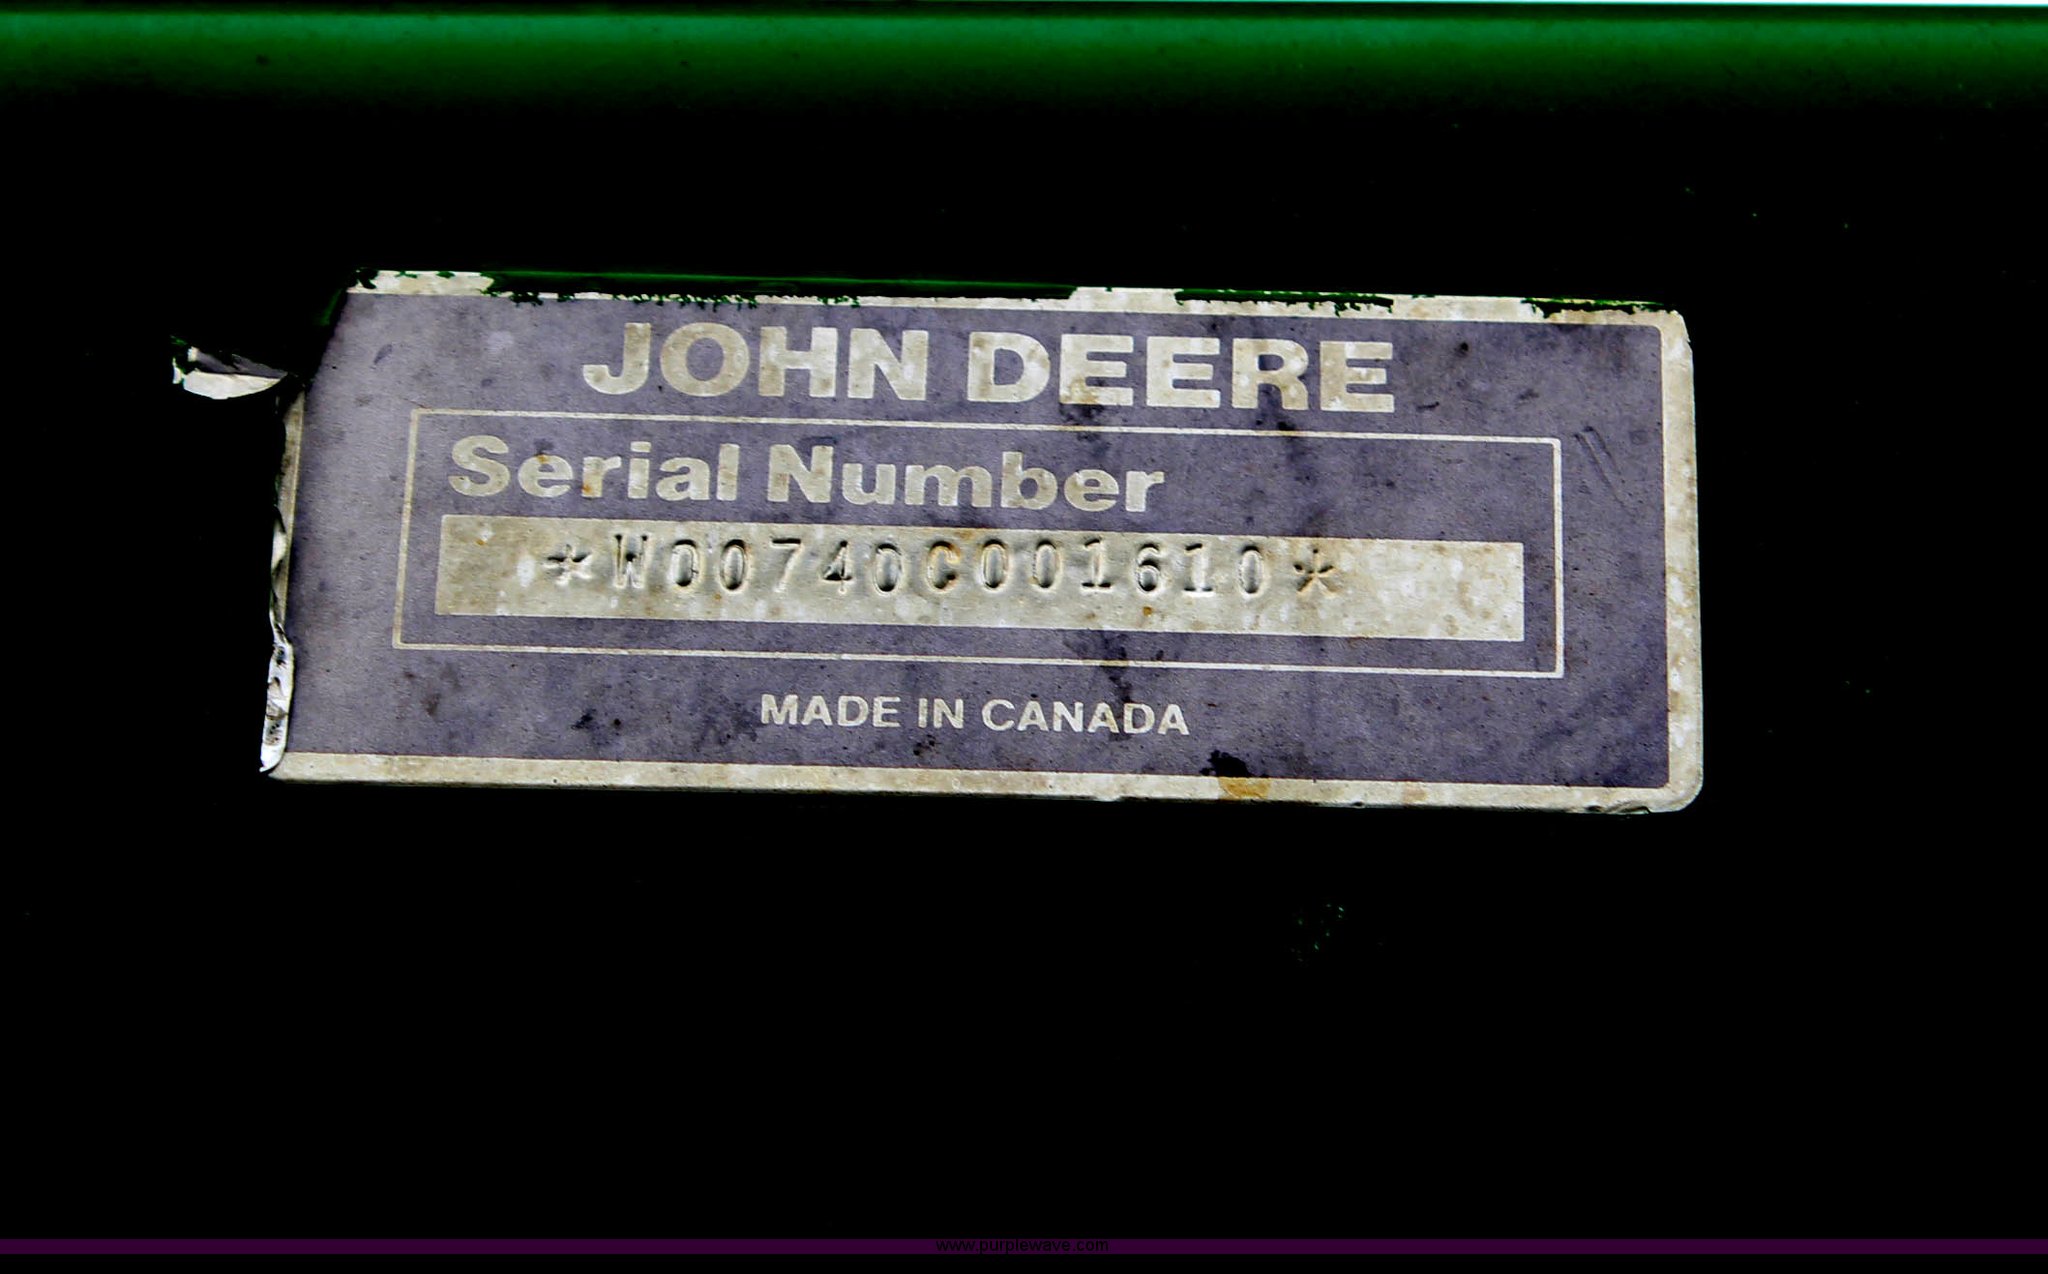 JOHN DEERE
Serial Number
*W00740C001610*
MADE IN CANADA
www.purplewave.com